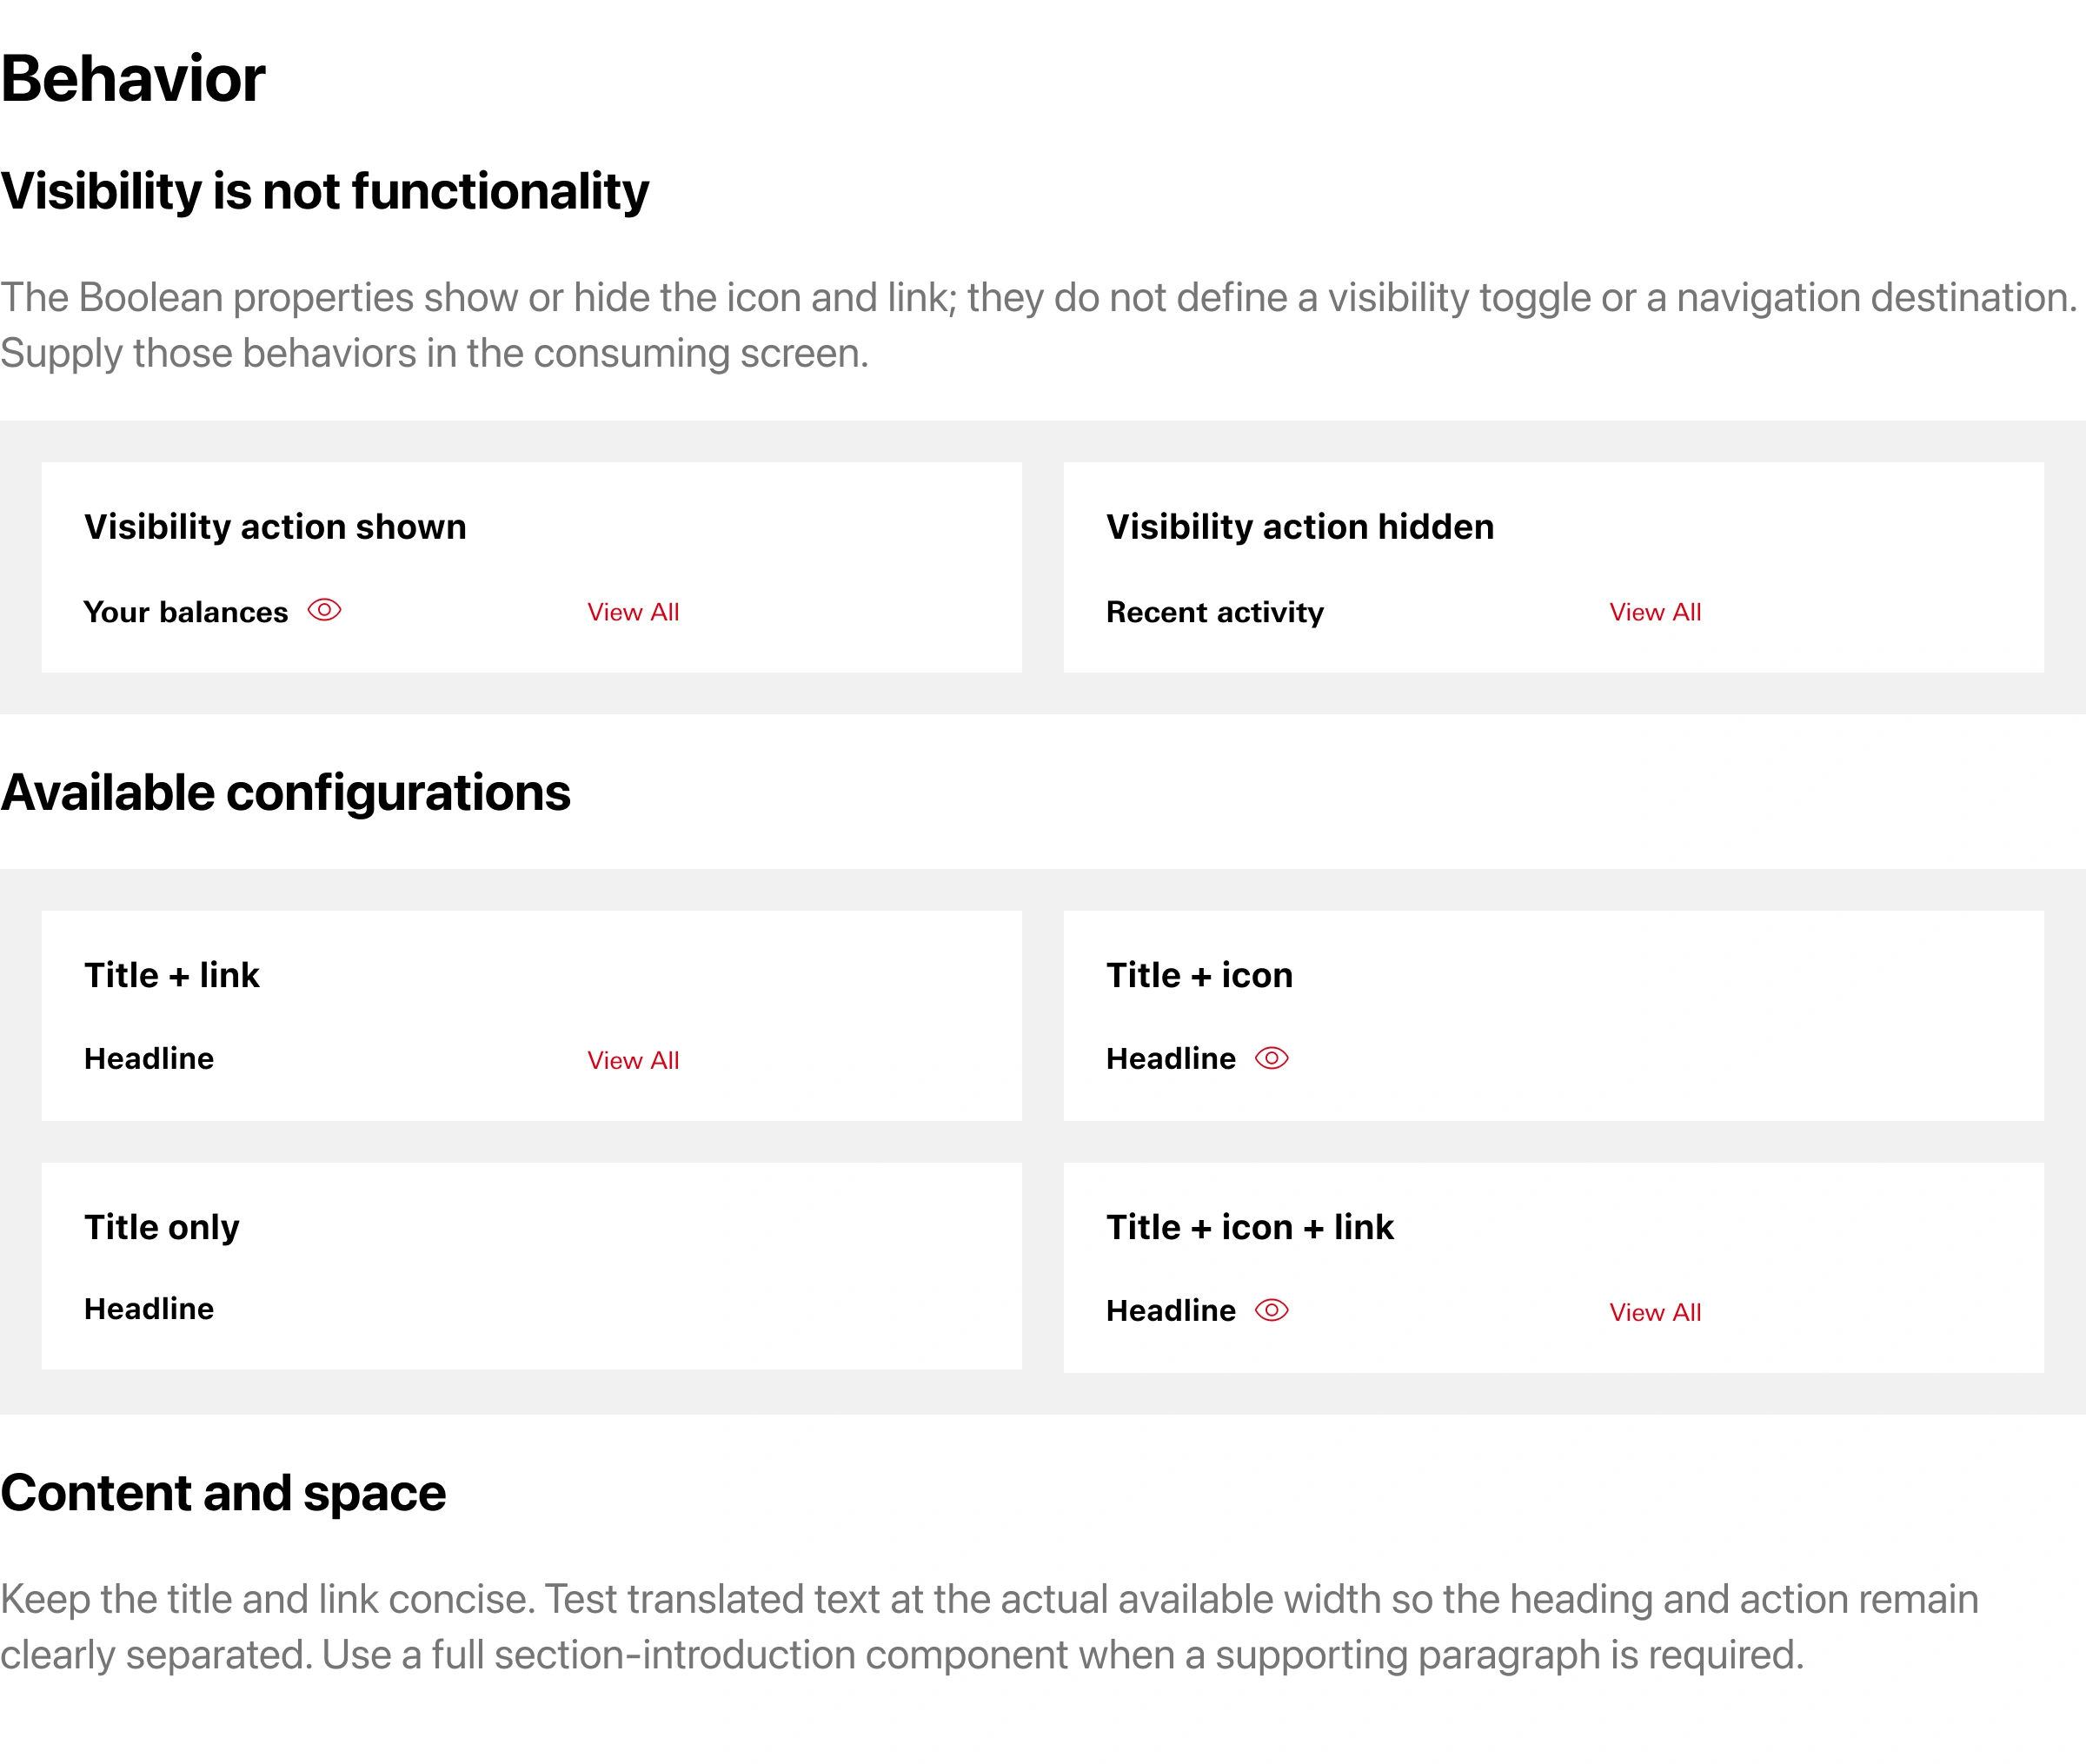 Behavior
Visibility is not functionality
The Boolean properties show or hide the icon and link; they do not define a visibility toggle or a navigation destination.
Supply those behaviors in the consuming screen.
Visibility action shown
Your balances View All
Visibility action hidden
Recent activity View All
Available configurations
Title + link
Headline View All
Title + icon
Headline
Title only
Headline
Title + icon + link
Headline View All
Content and space
Keep the title and link concise. Test translated text at the actual available width so the heading and action remain
clearly separated. Use a full section-introduction component when a supporting paragraph is required.